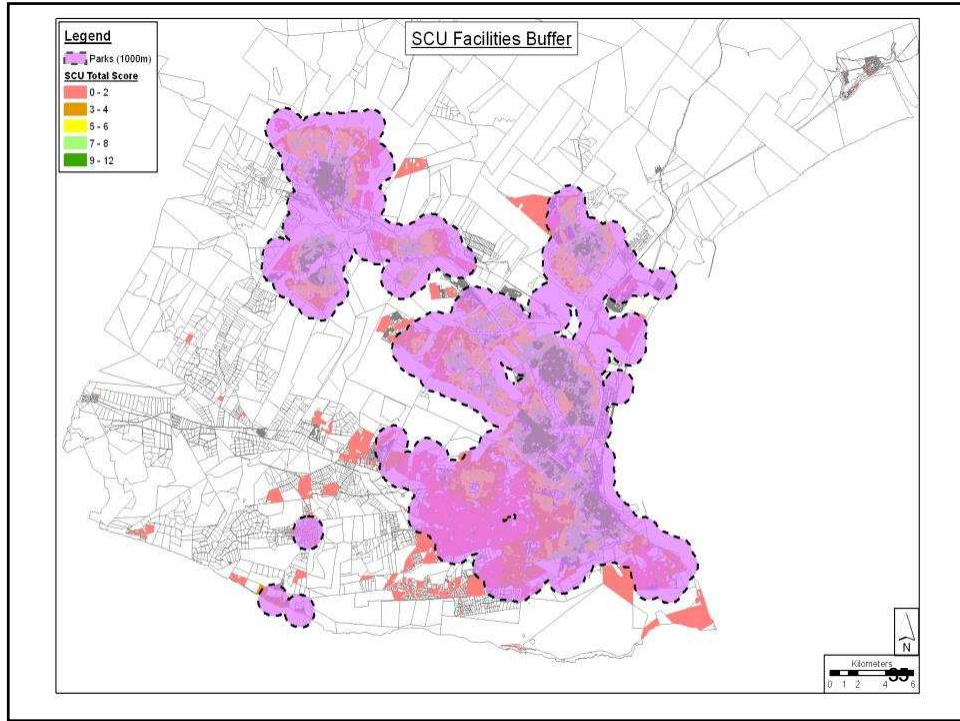 SCU Facilities Buffer
Legend
Parks (1000m)
SCU Total Score
0 - 2
3 - 4
5 - 6
7 - 8
9 - 12
N
Kilometers
35
0 1 2 4 6